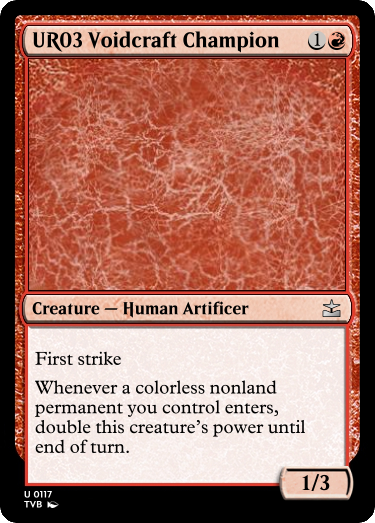 UR03 Voidcraft Champion 1
Creature — Human Artificer
First strike
Whenever a colorless nonland
permanent you control enters,
double this creature's power until
end of turn.
1/3
U 0117
TVB